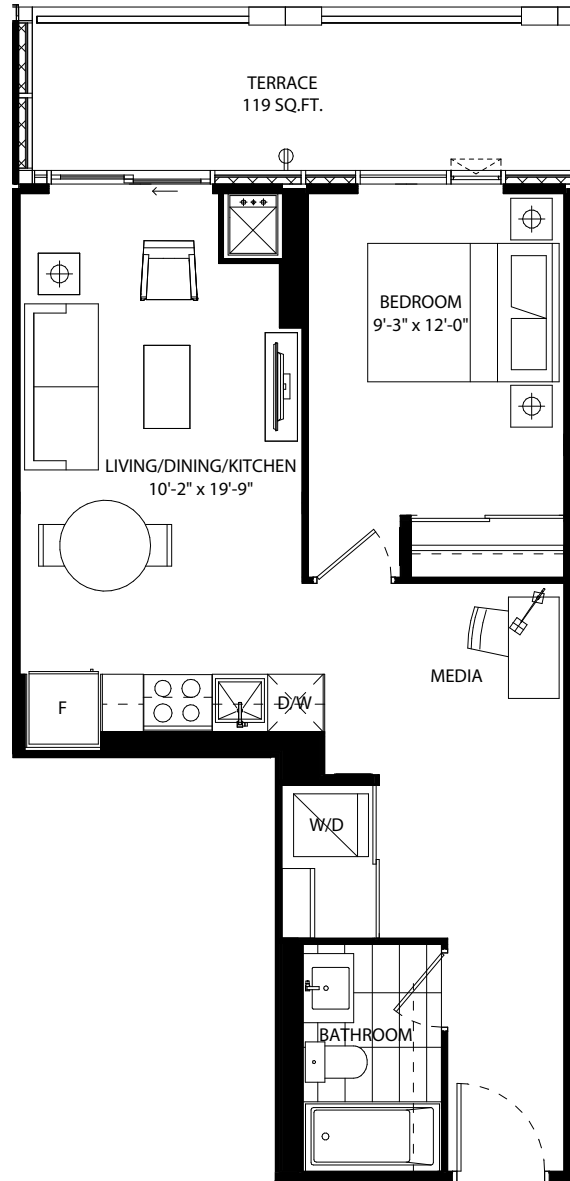 TERRACE
119 SQ.FT.
BEDROOM
9'-3" x 12'-0"
LIVING/DINING/KITCHEN
10'-2" x 19'-9"
MEDIA
F
D/W
W/D
BATHROOM